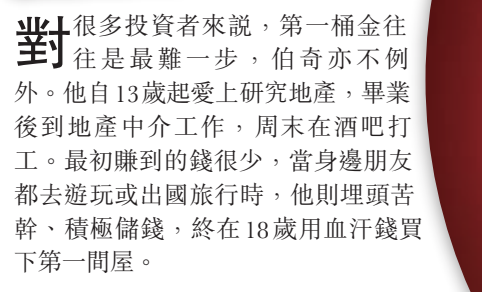 對很多投資者來説，第一桶金往
往是最難一步，伯奇亦不例
外。他自13歲起愛上研究地產，畢業
後到地產中介工作，周末在酒吧打
工。最初賺到的錢很少，當身邊朋友
都去遊玩或出國旅行時，他則埋頭苦
幹、積極儲錢，終在18歲用血汗錢買
下第一間屋。